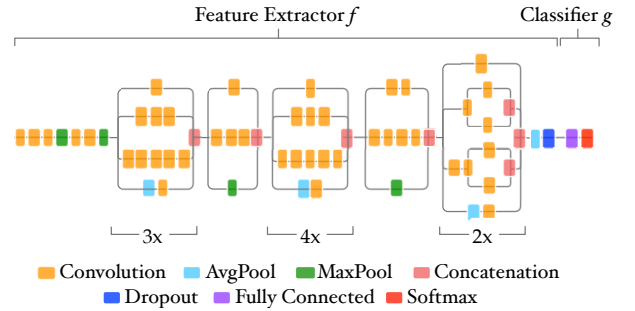 Feature Extractor f Classifier g
3x 4x 2x
Convolution AvgPool MaxPool Concatenation
Dropout Fully Connected Softmax